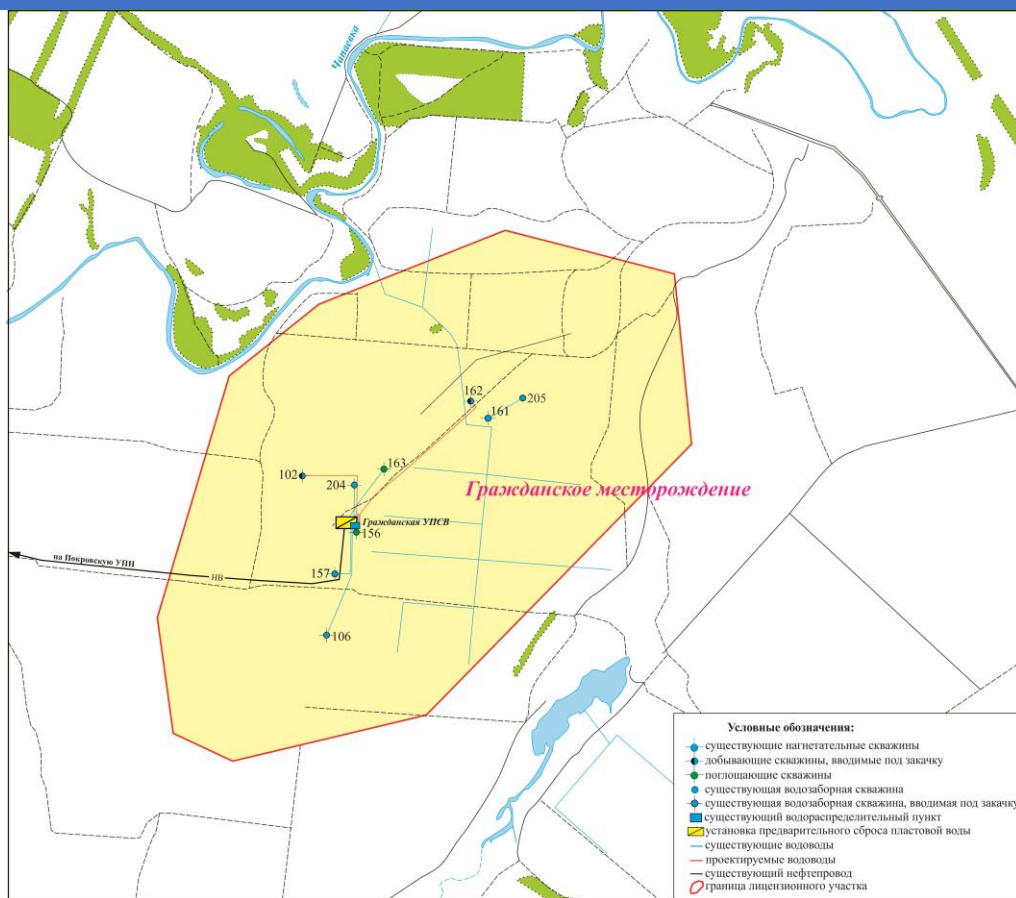 Чапаевка
162
205
161
163
102
204
Гражданское месторождение
Гражданская УПСВ
156
на Покровскую УПН
157
НВ
106
Условные обозначения:
существующие нагнетательные скважины
добывающие скважины, вводимые под закачку
поглощающие скважины
существующая водозаборная скважина
существующая водозаборная скважина, вводимая под закачку
существующий водораспределительный пункт
установка предварительного сброса пластовой воды
существующие водоводы
проектируемые водоводы
существующий нефтепровод
граница лицензионного участка